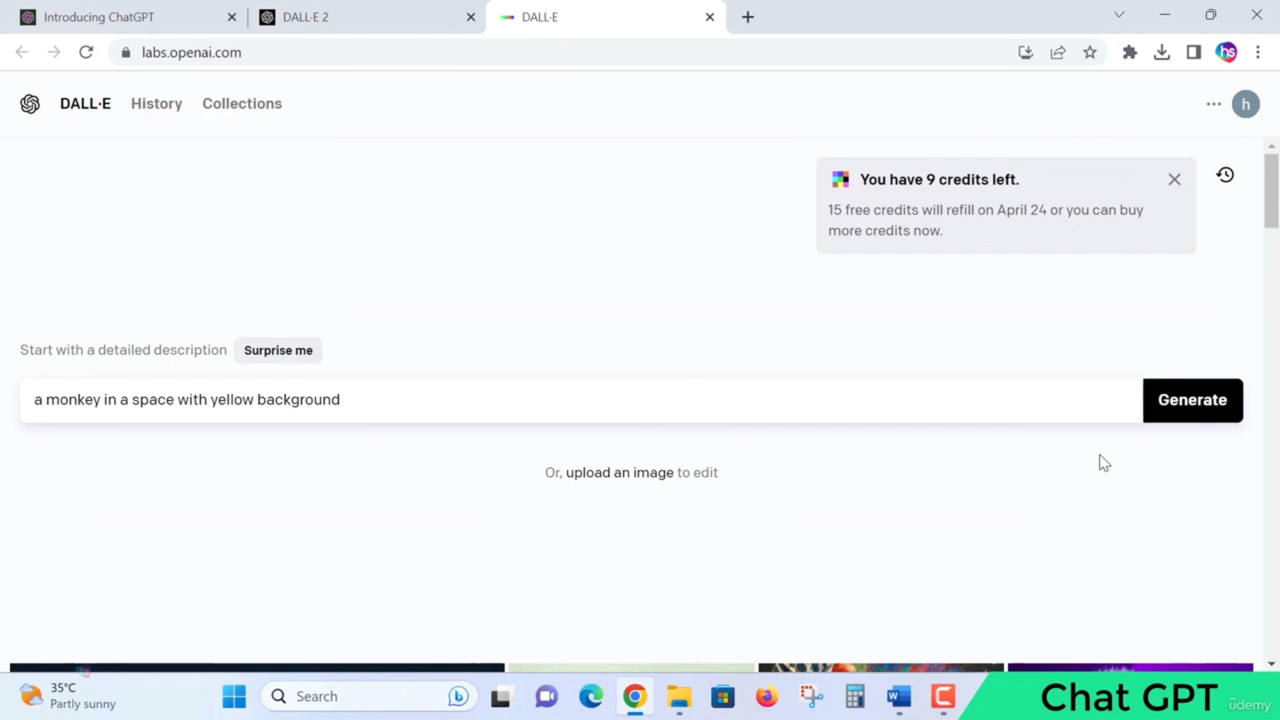 Introducing ChatGPT
DALL·E 2
DALL·E
labs.openai.com
hs
DALL·E
History
Collections
h
You have 9 credits left.
15 free credits will refill on April 24 or you can buy
more credits now.
Start with a detailed description
Surprise me
a monkey in a space with yellow background
Generate
Or, upload an image to edit
35°C
Partly sunny
Search
Chat GPT
ûdemy